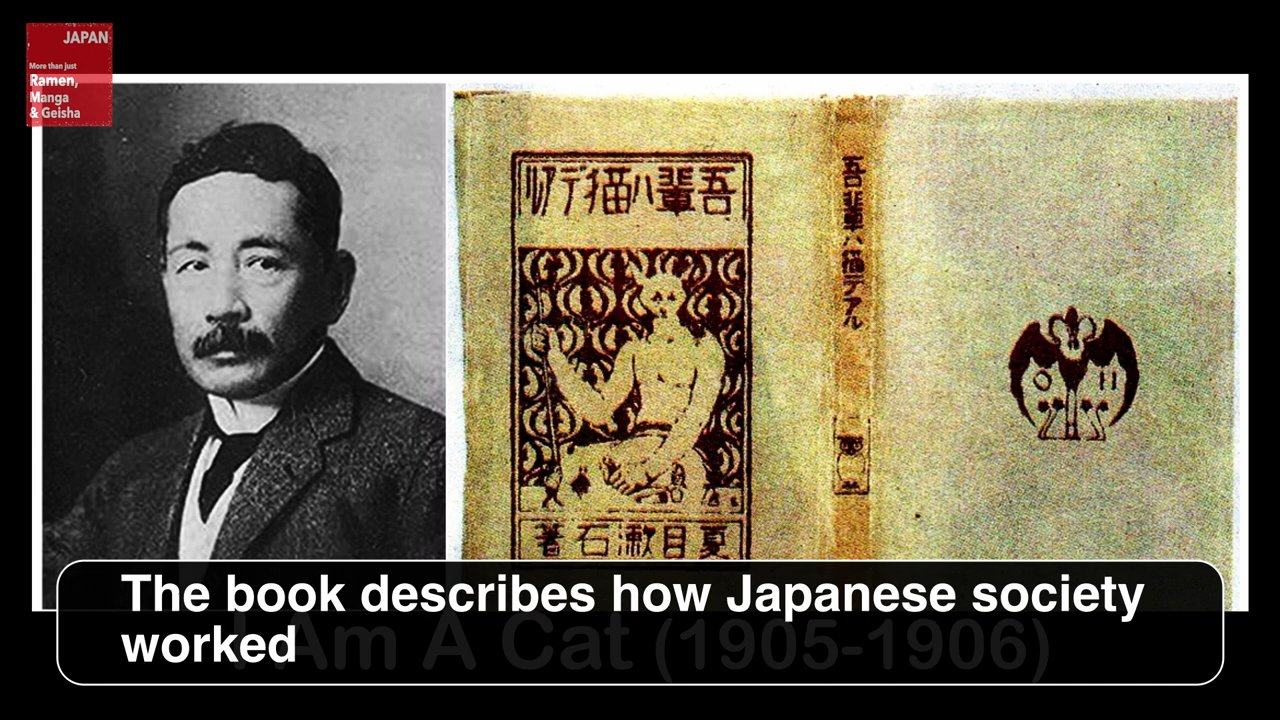 JAPAN
More than just
Ramen,
Manga
& Geisha
吾輩ハ猫デアル
夏目漱石著
吾輩ハ猫デアル
The book describes how Japanese society
worked
I Am A Cat (1905-1906)